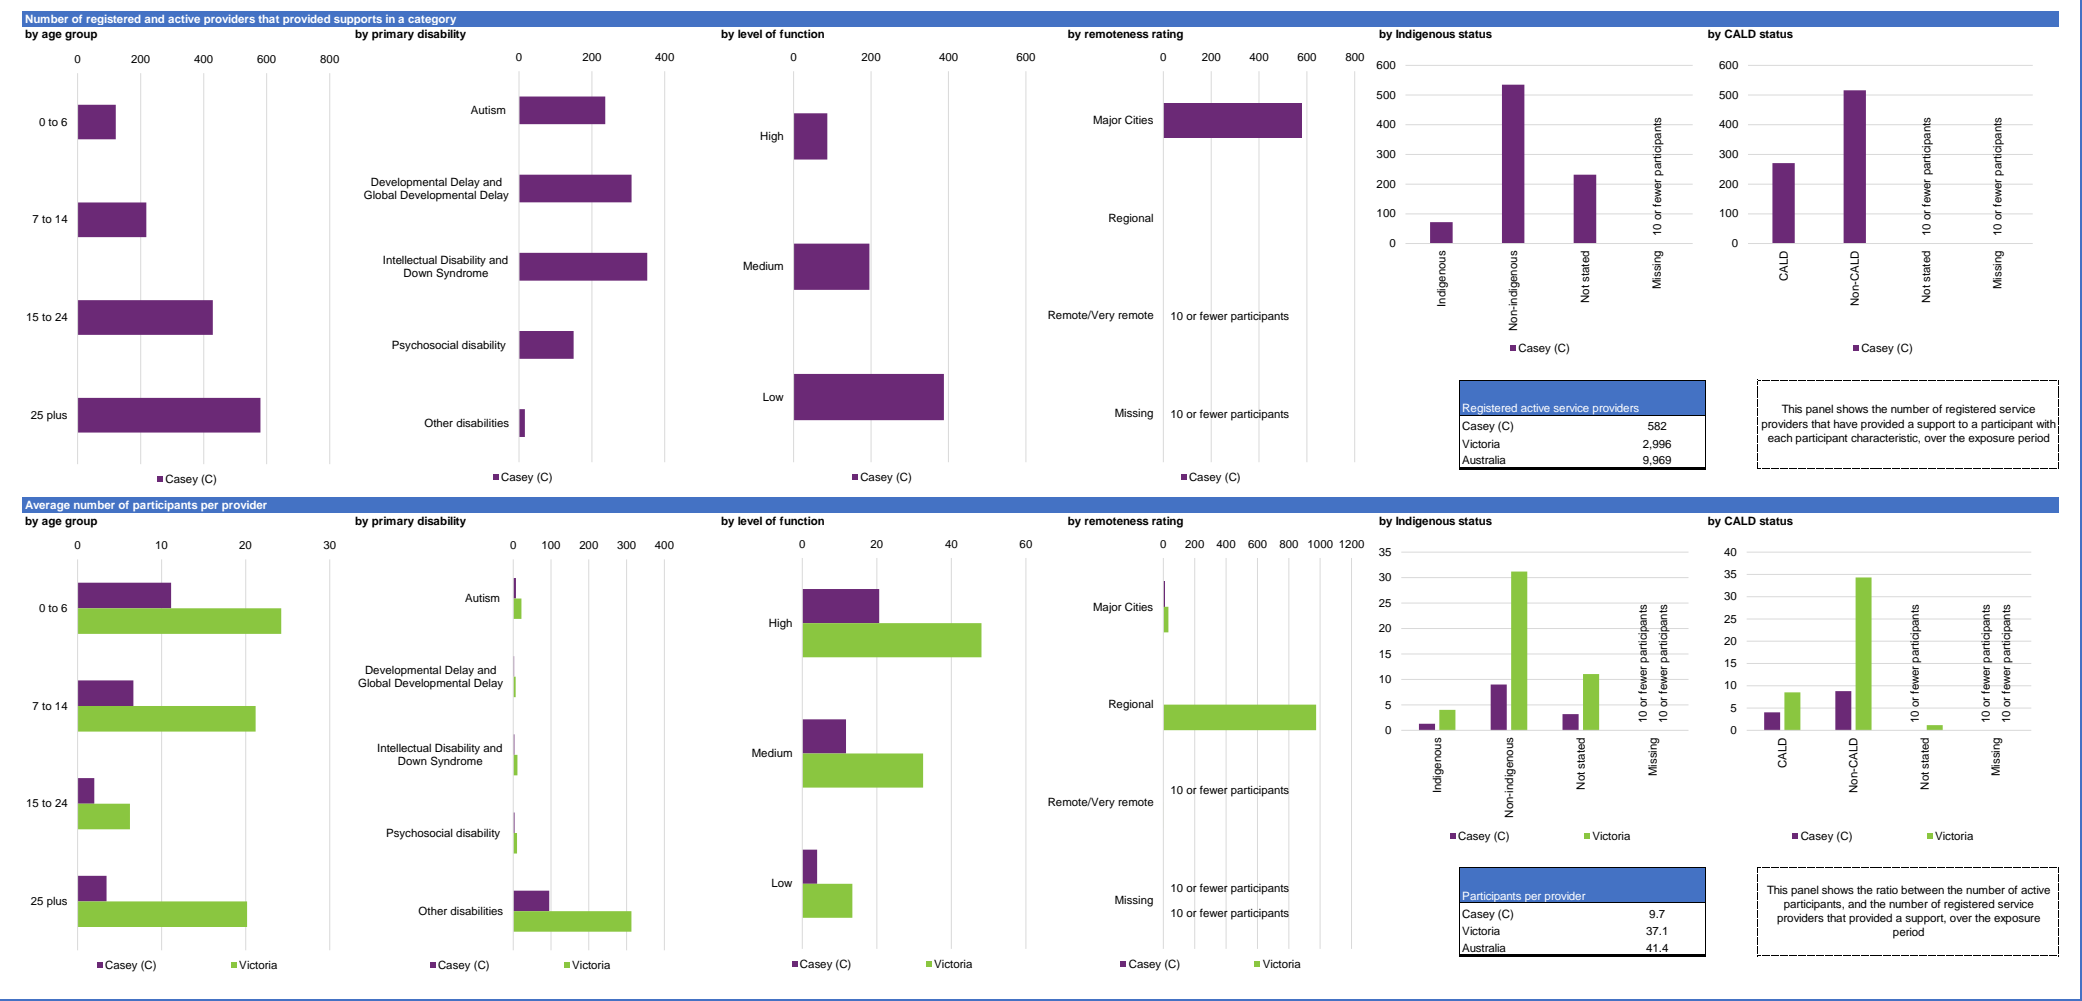 Number of registered and active providers that provided supports in a category
by age group
0 200 400 600 800
0 to 6
7 to 14
15 to 24
25 plus
Casey (C)
by primary disability
0 200 400
Autism
Developmental Delay and
Global Developmental Delay
Intellectual Disability and
Down Syndrome
Psychosocial disability
Other disabilities
Casey (C)
by level of function
0 200 400 600
High
Medium
Low
Casey (C)
by remoteness rating
0 200 400 600 800
Major Cities
Regional
Remote/Very remote 10 or fewer participants
Missing 10 or fewer participants
Casey (C)
by Indigenous status
600
500
400
300
200
100
0
10 or fewer participants
Indigenous
Non-indigenous
Not stated
Missing
Casey (C)
by CALD status
600
500
400
300
200
100
0
10 or fewer participants
10 or fewer participants
CALD
Non-CALD
Not stated
Missing
Casey (C)
Registered active service providers
Casey (C) 582
Victoria 2,996
Australia 9,969
This panel shows the number of registered service
providers that have provided a support to a participant with
each participant characteristic, over the exposure period
Average number of participants per provider
by age group
0 10 20 30
0 to 6
7 to 14
15 to 24
25 plus
Casey (C) Victoria
by primary disability
0 100 200 300 400
Autism
Developmental Delay and
Global Developmental Delay
Intellectual Disability and
Down Syndrome
Psychosocial disability
Other disabilities
Casey (C) Victoria
by level of function
0 20 40 60
High
Medium
Low
Casey (C) Victoria
by remoteness rating
0 200 400 600 800 1000 1200
Major Cities
Regional
10 or fewer participants
Remote/Very remote
10 or fewer participants
Missing
10 or fewer participants
Casey (C) Victoria
by Indigenous status
35
30
25
20
15
10
5
0
10 or fewer participants
10 or fewer participants
Indigenous
Non-indigenous
Not stated
Missing
Casey (C) Victoria
by CALD status
40
35
30
25
20
15
10
5
0
10 or fewer participants
10 or fewer participants
10 or fewer participants
CALD
Non-CALD
Not stated
Missing
Casey (C) Victoria
Participants per provider
Casey (C) 9.7
Victoria 37.1
Australia 41.4
This panel shows the ratio between the number of active
participants, and the number of registered service
providers that provided a support, over the exposure
period